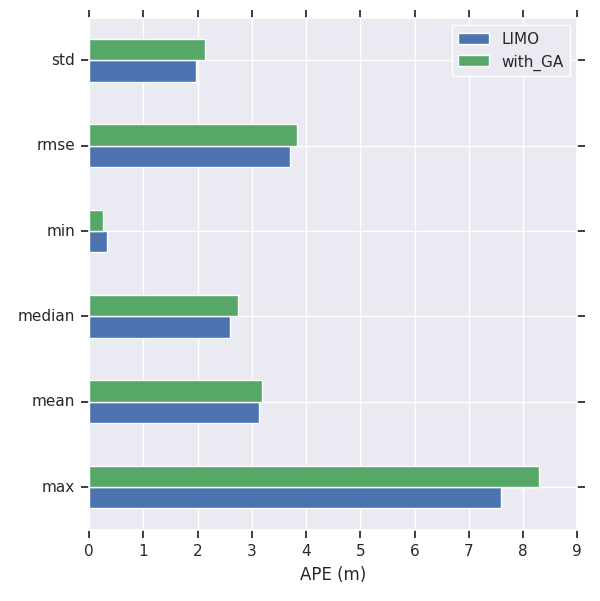 LIMO
with_GA
std
rmse
min
median
mean
max
0 1 2 3 4 5 6 7 8 9
APE (m)